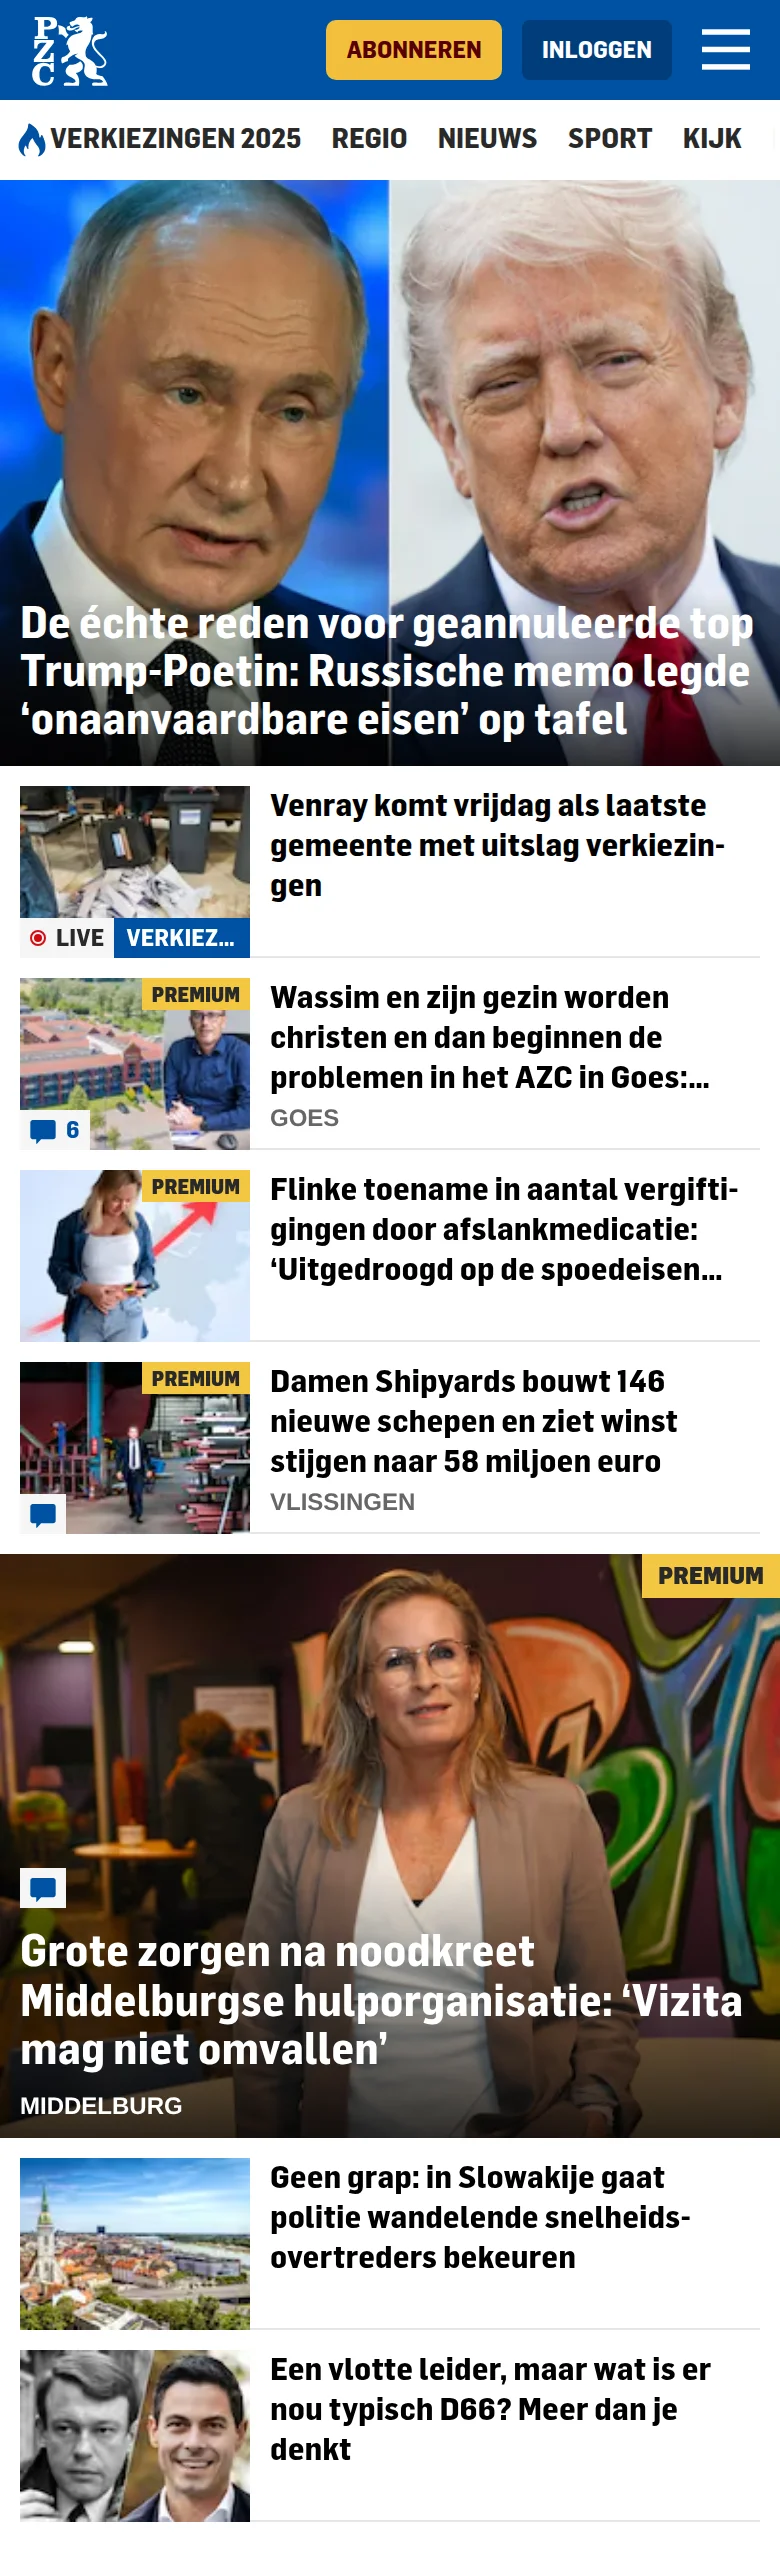 PZC
ABONNEREN
INLOGGEN
VERKIEZINGEN 2025
REGIO
NIEUWS
SPORT
KIJK
De échte reden voor geannuleerde top
Trump-Poetin: Russische memo legde
‘onaanvaardbare eisen’ op tafel
Venray komt vrijdag als laatste
gemeente met uitslag verkiezin-
gen
LIVE
VERKIEZ...
PREMIUM
Wassim en zijn gezin worden
christen en dan beginnen de
problemen in het AZC in Goes:...
GOES
6
PREMIUM
Flinke toename in aantal vergifti-
gingen door afslankmedicatie:
‘Uitgedroogd op de spoedeisen...
PREMIUM
Damen Shipyards bouwt 146
nieuwe schepen en ziet winst
stijgen naar 58 miljoen euro
VLISSINGEN
PREMIUM
Grote zorgen na noodkreet
Middelburgse hulporganisatie: ‘Vizita
mag niet omvallen’
MIDDELBURG
Geen grap: in Slowakije gaat
politie wandelende snelheids-
overtreders bekeuren
Een vlotte leider, maar wat is er
nou typisch D66? Meer dan je
denkt